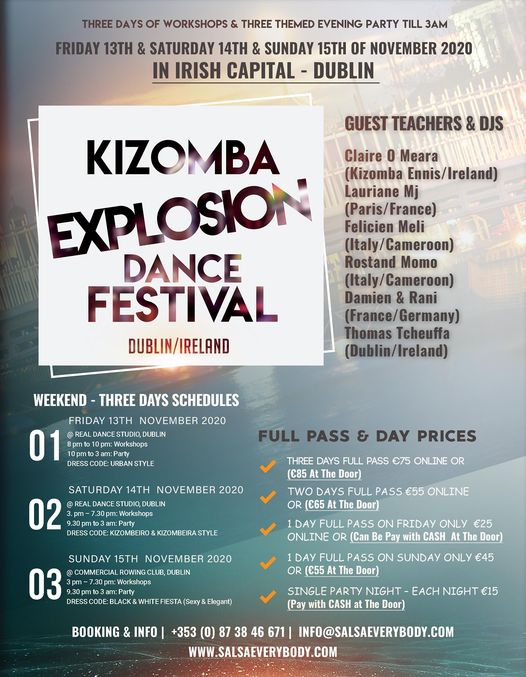 THREE DAYS OF WORKSHOPS & THREE THEMED EVENING PARTY TILL 3AM
FRIDAY 13TH & SATURDAY 14TH & SUNDAY 15TH OF NOVEMBER 2020
IN IRISH CAPITAL - DUBLIN
KIZOMBA
EXPLOSION
DANCE
FESTIVAL
DUBLIN/IRELAND
GUEST TEACHERS & DJS
Claire O Meara
(Kizomba Ennis/Ireland)
Lauriane Mj
(Paris/France)
Felicien Meli
(Italy/Cameroon)
Rostand Momo
(Italy/Cameroon)
Damien & Rani
(France/Germany)
Thomas Tcheuffa
(Dublin/Ireland)
WEEKEND - THREE DAYS SCHEDULES
01
FRIDAY 13TH NOVEMBER 2020
@ REAL DANCE STUDIO, DUBLIN
8 pm to 10 pm: Workshops
10 pm to 3 am: Party
DRESS CODE: URBAN STYLE
02
SATURDAY 14TH NOVEMBER 2020
@ REAL DANCE STUDIO, DUBLIN
3. pm – 7.30 pm: Workshops
9.30 pm to 3 am: Party
DRESS CODE: KIZOMBEIRO & KIZOMBEIRA STYLE
03
SUNDAY 15TH NOVEMBER 2020
@ COMMERCIAL ROWING CLUB, DUBLIN
3 pm – 7.30 pm: Workshops
9.30 pm to 3 am: Party
DRESS CODE: BLACK & WHITE FIESTA (Sexy & Elegant)
FULL PASS & DAY PRICES
THREE DAYS FULL PASS €75 ONLINE OR
(€85 At The Door)
TWO DAYS FULL PASS €55 ONLINE
OR (€65 At The Door)
1 DAY FULL PASS ON FRIDAY ONLY €25
ONLINE OR (Can Be Pay with CASH At The Door)
1 DAY FULL PASS ON SUNDAY ONLY €45
OR (€55 At The Door)
SINGLE PARTY NIGHT - EACH NIGHT €15
(Pay with CASH at The Door)
BOOKING & INFO | +353 (0) 87 38 46 671 | INFO@SALSAEVERYBODY.COM
WWW.SALSAEVERYBODY.COM